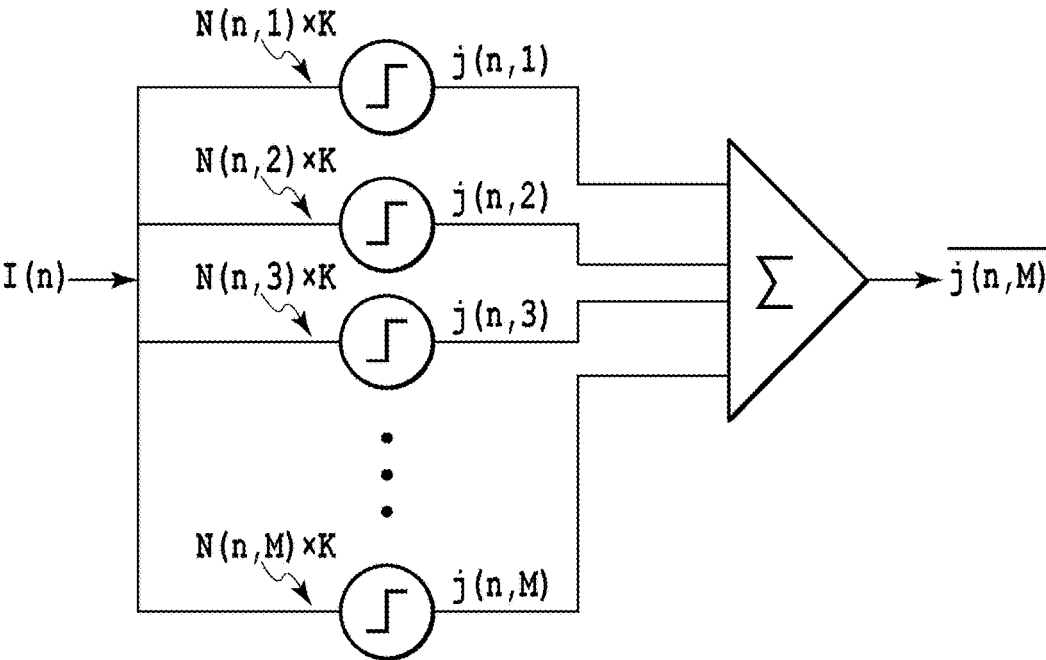 N(n,1)×K
j(n,1)
N(n,2)×K
j(n,2)
I(n)
N(n,3)×K
j(n,3)
Σ
j(n,M)
N(n,M)×K
j(n,M)